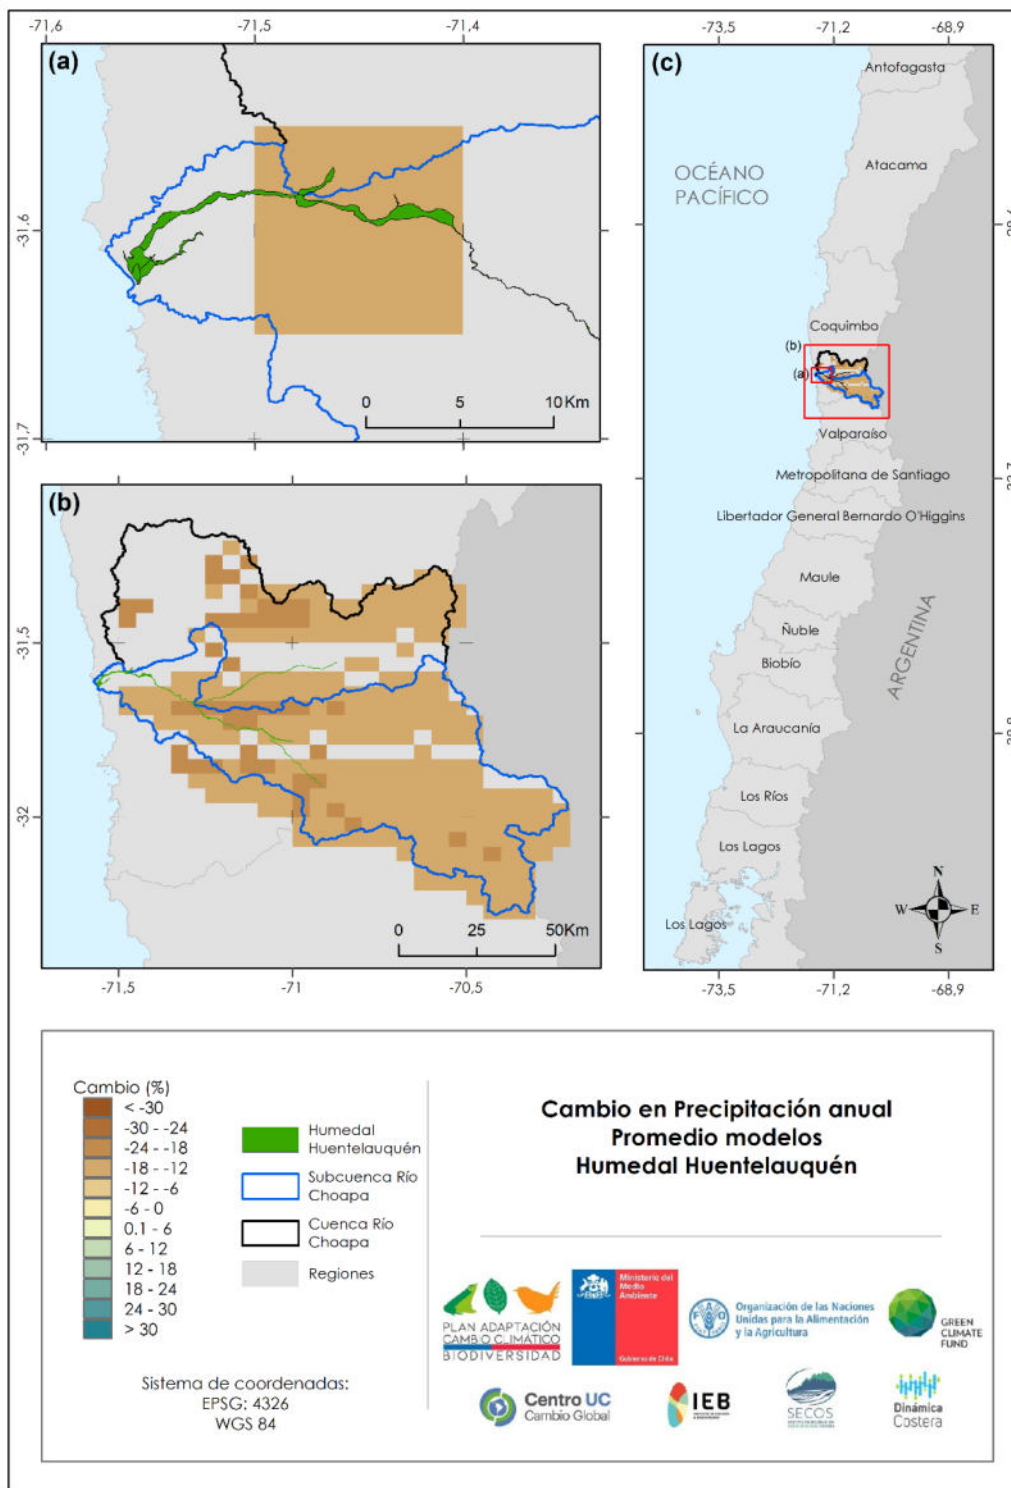 -71,6
-71,5
-71,4
(a)
-31,6
-31,7
0
5
10 Km
(b)
-31,5
-32
0
25
50Km
-71,5
-71
-70,5
-73,5
-71,2
-68,9
(c)
Antofagasta
Atacama
OCÉANO
PACÍFICO
Coquimbo
(b)
(a)
Valparaíso
Metropolitana de Santiago
Libertador General Bernardo O'Higgins
Maule
Ñuble
Biobío
ARGENTINA
La Araucanía
Los Ríos
Los Lagos
Los Lagos
N
W
E
S
-73,5
-71,2
-68,9
Cambio (%)
< -30
-30 - -24
-24 - -18
-18 - -12
-12 - -6
-6 - 0
0.1 - 6
6 - 12
12 - 18
18 - 24
24 - 30
> 30
Humedal
Huentelauquén
Subcuenca Río
Choapa
Cuenca Río
Choapa
Regiones
Sistema de coordenadas:
EPSG: 4326
WGS 84
Cambio en Precipitación anual
Promedio modelos
Humedal Huentelauquén
PLAN ADAPTACIÓN
CAMBIO CLIMÁTICO
BIODIVERSIDAD
Ministerio del
Medio
Ambiente
Gobierno de Chile
FAO
Organización de las Naciones
Unidas para la Alimentación
y la Agricultura
GREEN
CLIMATE
FUND
Centro UC
Cambio Global
IEB
SECOS
Dinámica
Costera